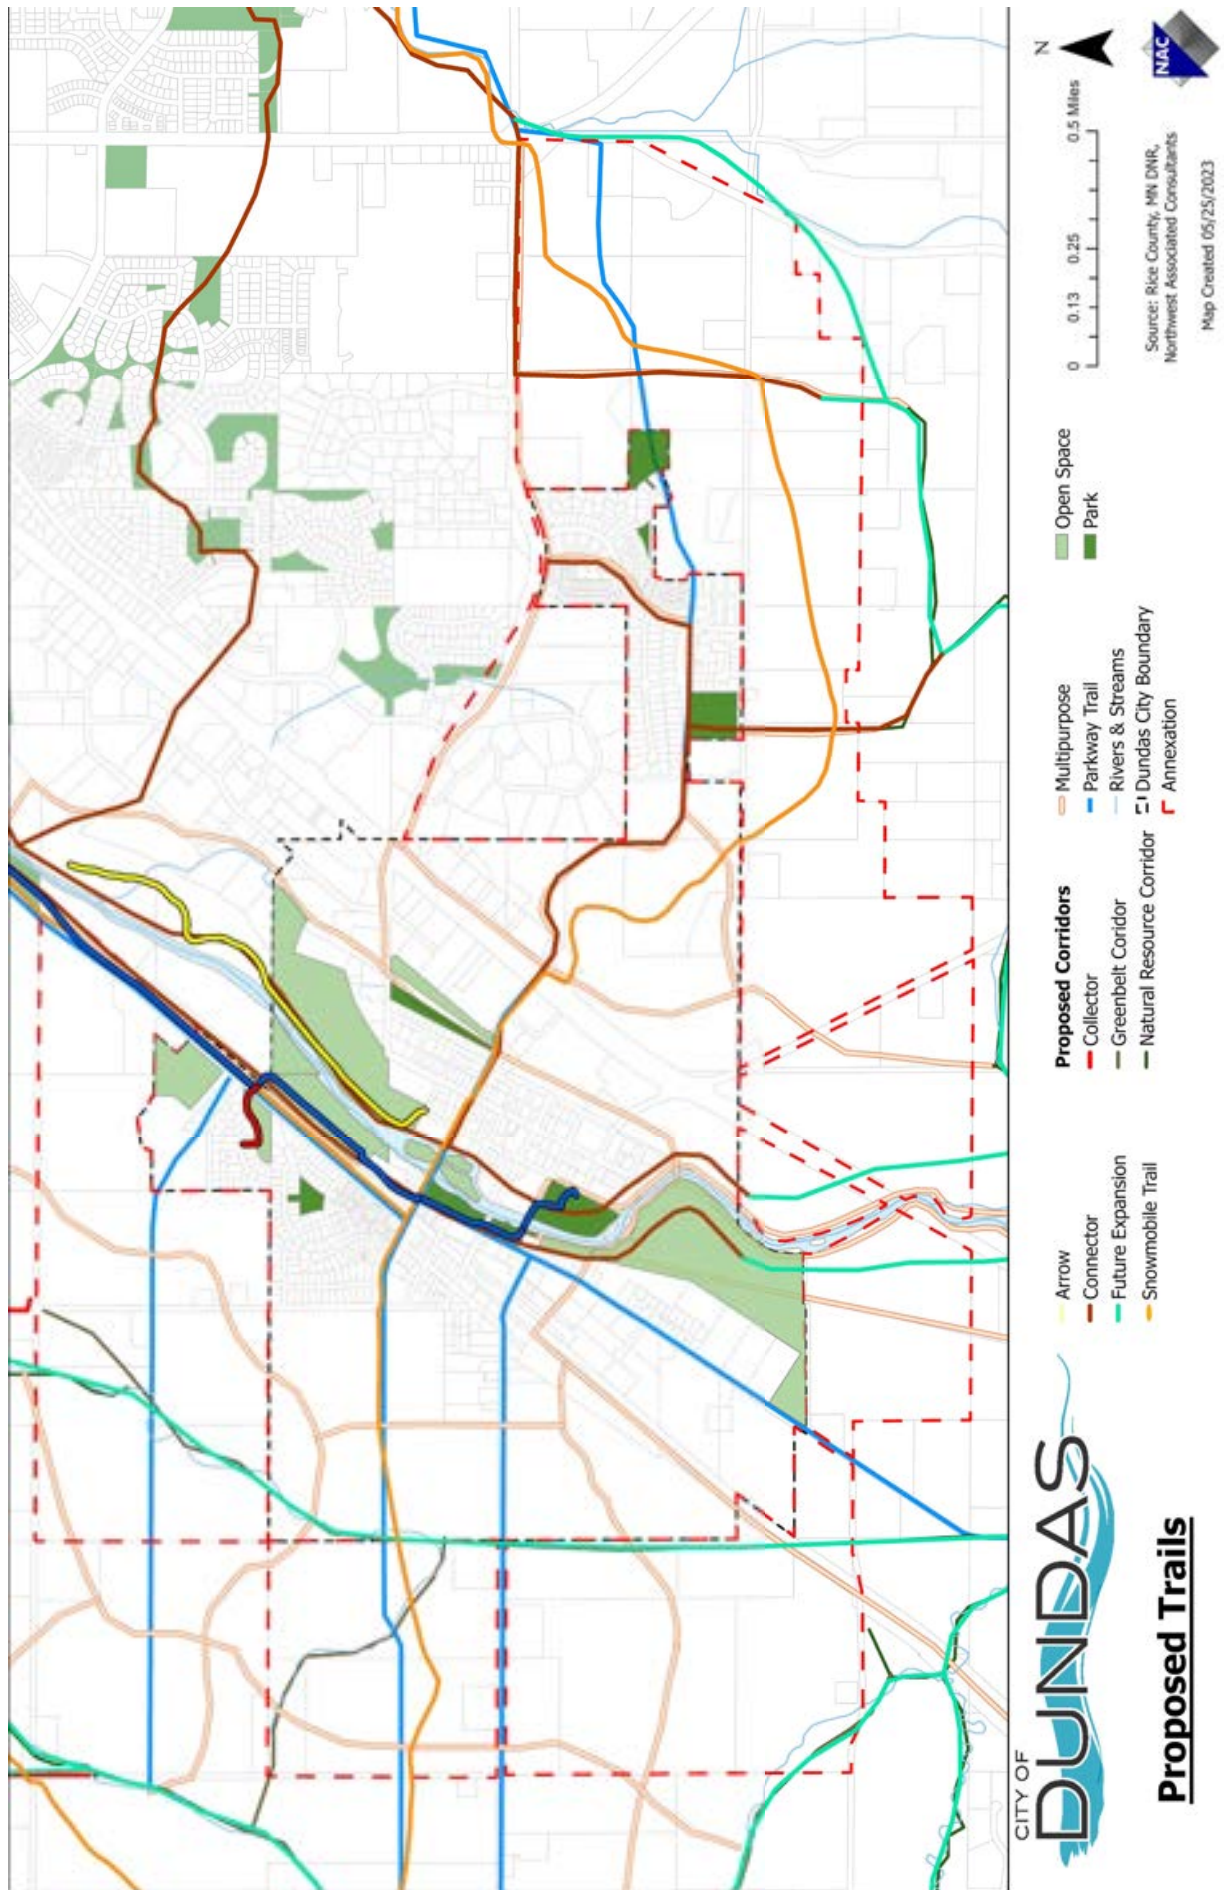 CITY OF
DUNDAS
Proposed Trails
Arrow
Connector
Future Expansion
Snowmobile Trail
Proposed Corridors
Collector
Greenbelt Coridor
Natural Resource Corridor
Multipurpose
Parkway Trail
Rivers & Streams
Dundas City Boundary
Annexation
Open Space
Park
0 0.13 0.25 0.5 Miles
N
Source: Rice County, MN DNR,
Northwest Associated Consultants
Map Created 05/25/2023
NAC